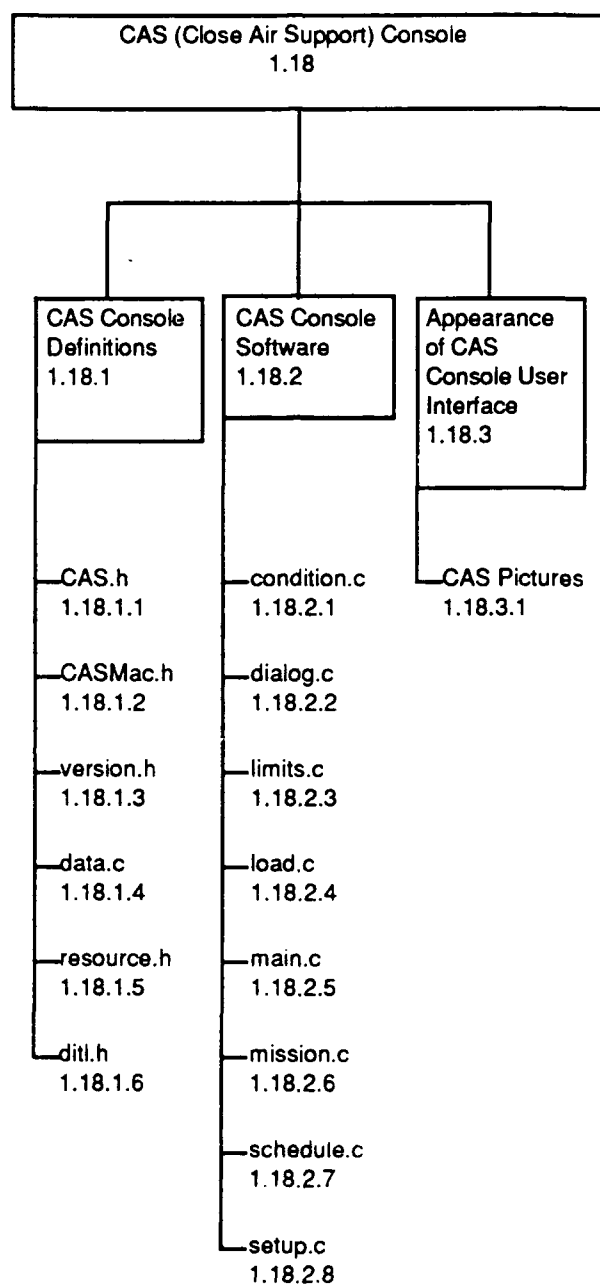 CAS (Close Air Support) Console
1.18
CAS Console
Definitions
1.18.1
CAS Console
Software
1.18.2
Appearance
of CAS
Console User
Interface
1.18.3
CAS.h
1.18.1.1
CASMac.h
1.18.1.2
version.h
1.18.1.3
data.c
1.18.1.4
resource.h
1.18.1.5
ditl.h
1.18.1.6
condition.c
1.18.2.1
dialog.c
1.18.2.2
limits.c
1.18.2.3
load.c
1.18.2.4
main.c
1.18.2.5
mission.c
1.18.2.6
schedule.c
1.18.2.7
setup.c
1.18.2.8
CAS Pictures
1.18.3.1